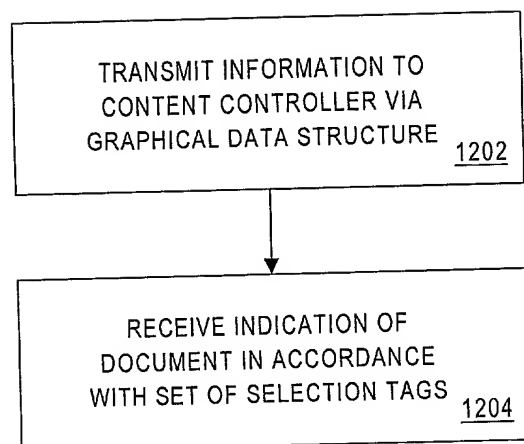 TRANSMIT INFORMATION TO
CONTENT CONTROLLER VIA
GRAPHICAL DATA STRUCTURE
1202
RECEIVE INDICATION OF
DOCUMENT IN ACCORDANCE
WITH SET OF SELECTION TAGS
1204